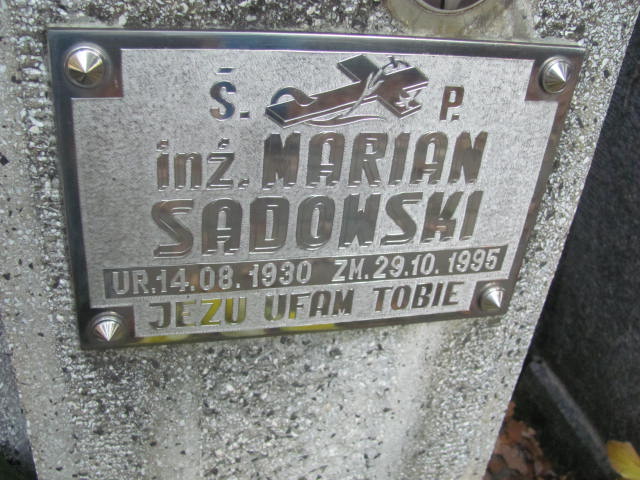 Ś. P.
inż. MARIAN
SADOWSKI
UR. 14.08.1930 ZM. 29.10.1995
JEZU UFAM TOBIE